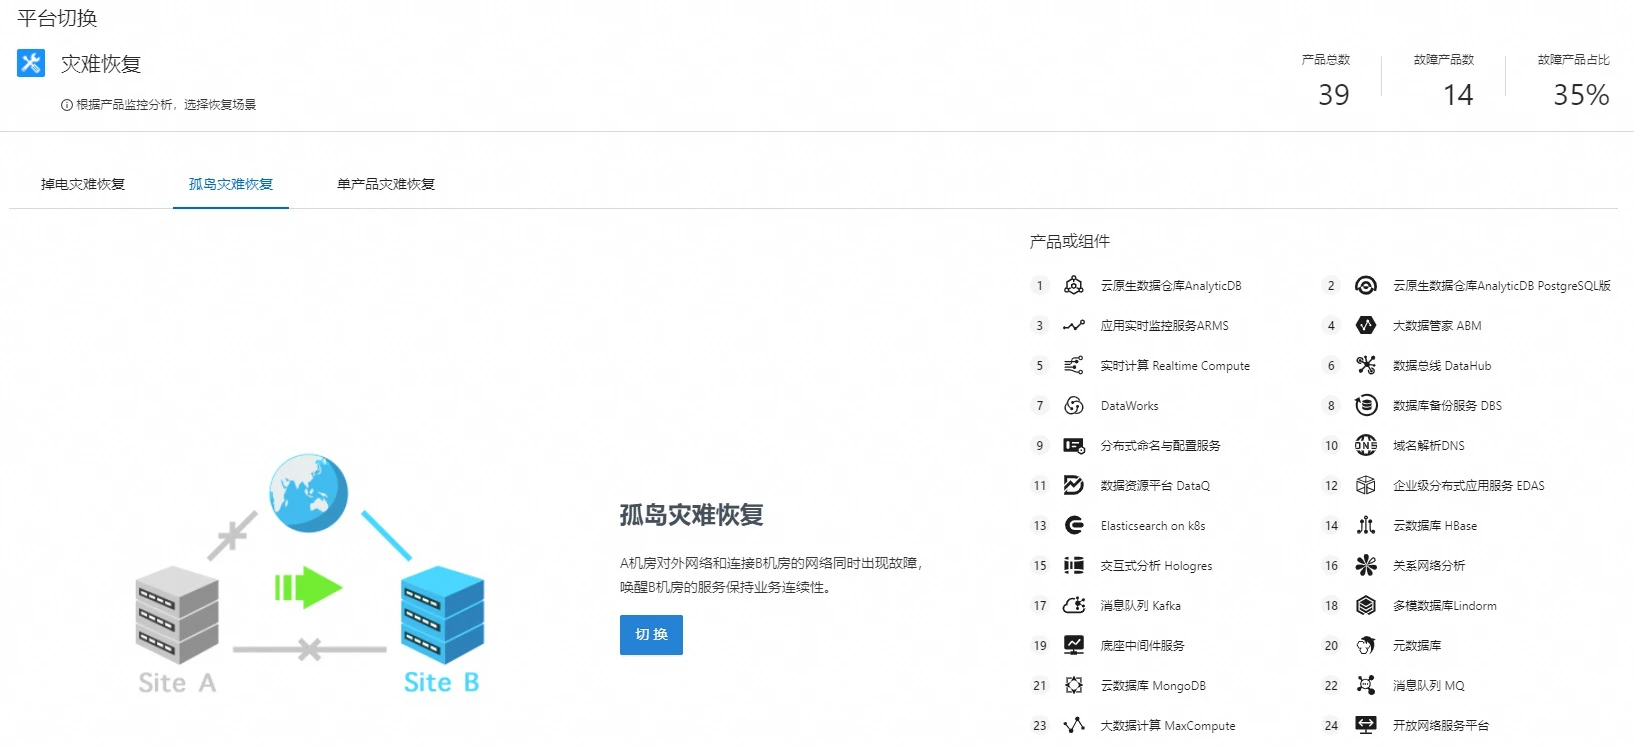 平台切换
灾难恢复
根据产品监控分析，选择恢复场景
产品总数
39
故障产品数
14
故障产品占比
35%
掉电灾难恢复
孤岛灾难恢复
单产品灾难恢复
Site A
Site B
孤岛灾难恢复
A机房对外网络和连接B机房的网络同时出现故障，
唤醒B机房的服务保持业务连续性。
切 换
产品或组件
1 云原生数据仓库AnalyticDB
2 云原生数据仓库AnalyticDB PostgreSQL版
3 应用实时监控服务ARMS
4 大数据管家 ABM
5 实时计算 Realtime Compute
6 数据总线 DataHub
7 DataWorks
8 数据库备份服务 DBS
9 分布式命名与配置服务
10 DNS 域名解析DNS
11 数据资源平台 DataQ
12 企业级分布式应用服务 EDAS
13 Elasticsearch on k8s
14 云数据库 HBase
15 交互式分析 Hologres
16 关系网络分析
17 消息队列 Kafka
18 多模数据库Lindorm
19 底座中间件服务
20 元数据库
21 云数据库 MongoDB
22 消息队列 MQ
23 大数据计算 MaxCompute
24 开放网络服务平台